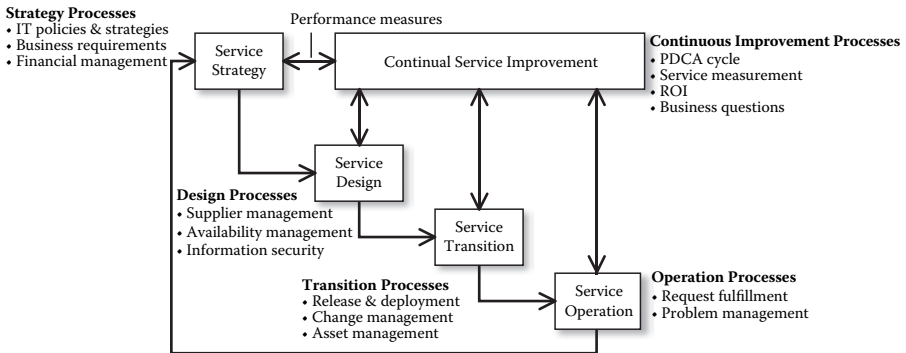 Strategy Processes
• IT policies & strategies
• Business requirements
• Financial management
Performance measures
Service
Strategy
Continual Service Improvement
Continuous Improvement Processes
• PDCA cycle
• Service measurement
• ROI
• Business questions
Service
Design
Design Processes
• Supplier management
• Availability management
• Information security
Service
Transition
Transition Processes
• Release & deployment
• Change management
• Asset management
Service
Operation
Operation Processes
• Request fulfillment
• Problem management